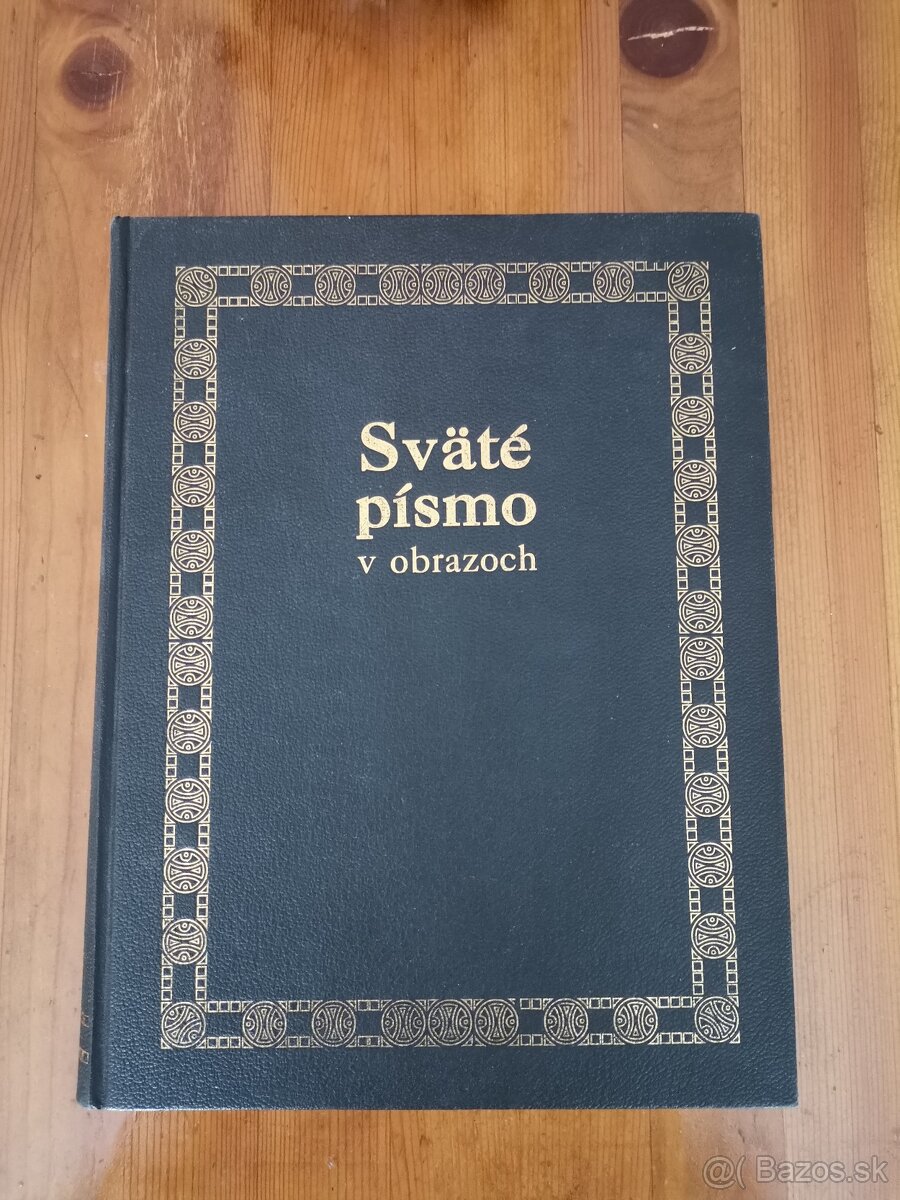 Sväté
písmo
v obrazoch
@( Bazos.sk